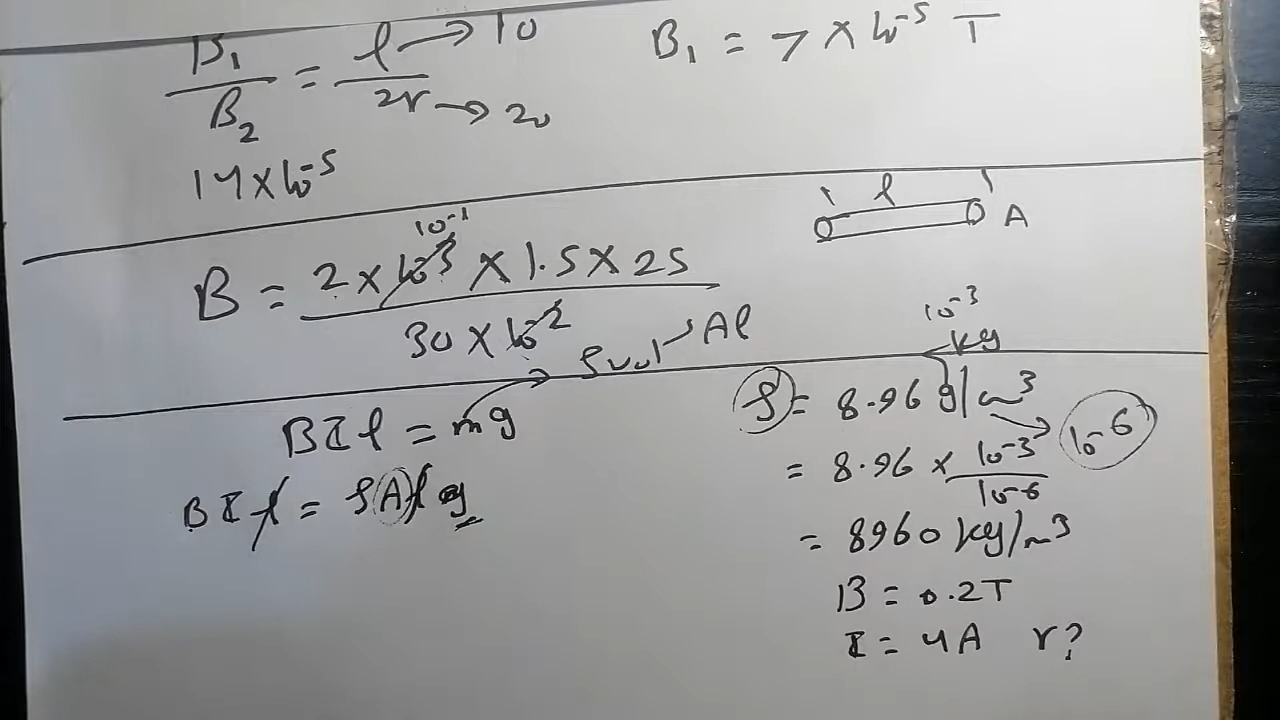 B₁/B₂ = l/2r → 10 → 20
B₁ = 7 × 10⁻⁵ T
14 × 10⁻⁵
l A
B = 2 × 10⁻³ 10⁻¹ × 1.5 × 25 / 30 × 10⁻²
ρvol → Al
BIl = mg
BIl = ρAlg
10⁻³ kg
ρ = 8.96 g/cm³ → 10⁻⁶
= 8.96 × 10⁻³/10⁻⁶
= 8960 kg/m³
B = 0.2T
I = 4A r?